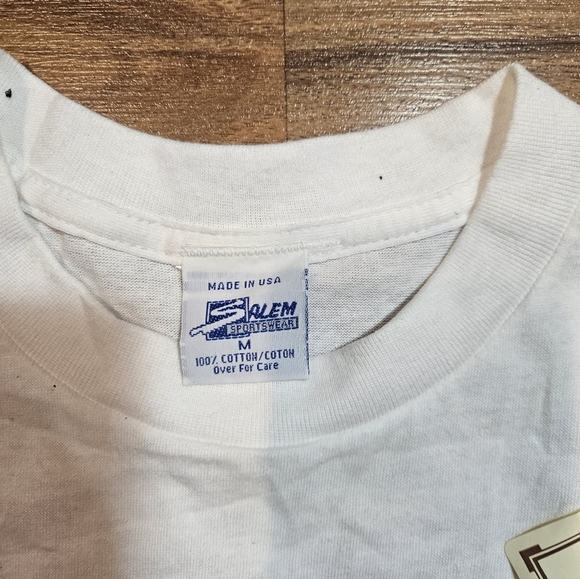 MADE IN USA
SALEM
SPORTSWEAR
M
100% COTTON/COTON
Over For Care